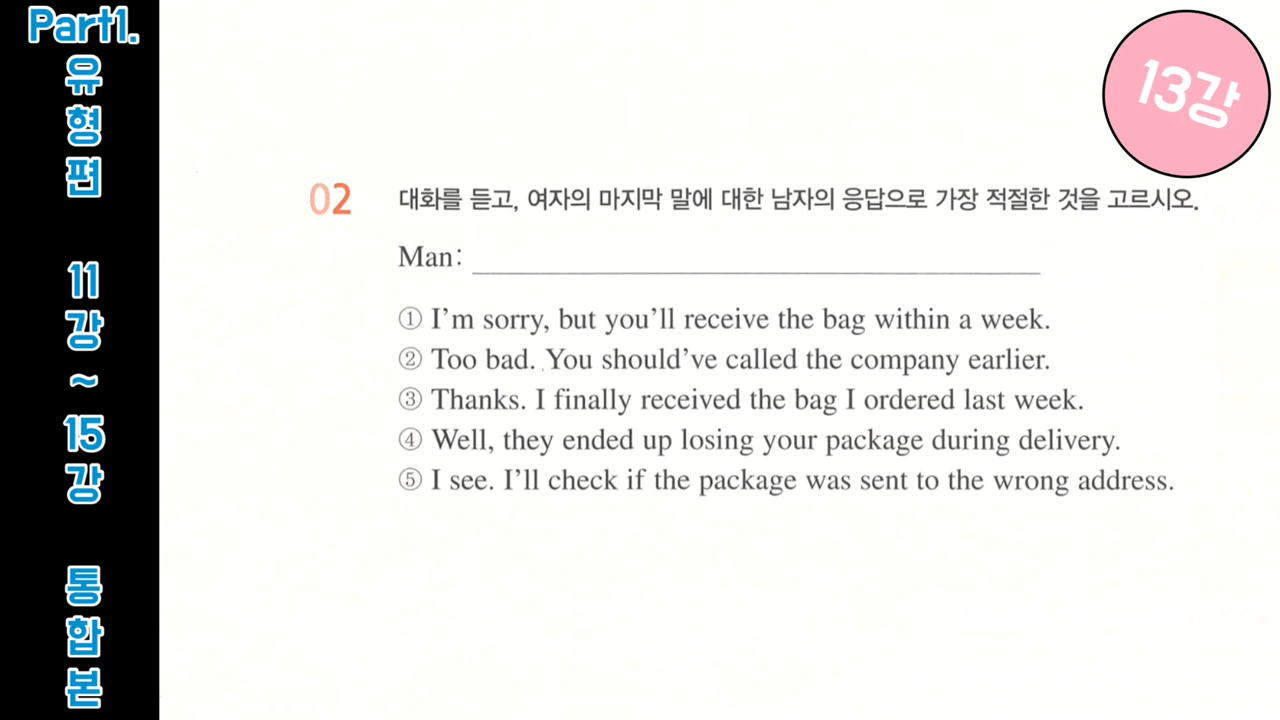 Part1.
유
형
편
11
강
~
15
강
통
합
본
13강
02 대화를 듣고, 여자의 마지막 말에 대한 남자의 응답으로 가장 적절한 것을 고르시오.
Man:
① I'm sorry, but you'll receive the bag within a week.
② Too bad. You should've called the company earlier.
③ Thanks. I finally received the bag I ordered last week.
④ Well, they ended up losing your package during delivery.
⑤ I see. I'll check if the package was sent to the wrong address.